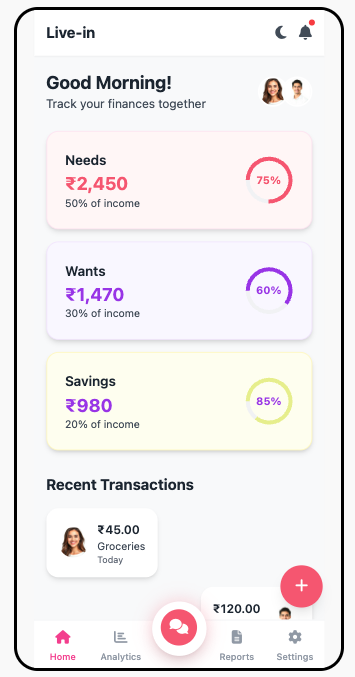 Live-in
Good Morning!
Track your finances together
Needs
₹2,450
50% of income
75%
Wants
₹1,470
30% of income
60%
Savings
₹980
20% of income
85%
Recent Transactions
₹45.00
Groceries
Today
₹120.00
+
Home
Analytics
Reports
Settings